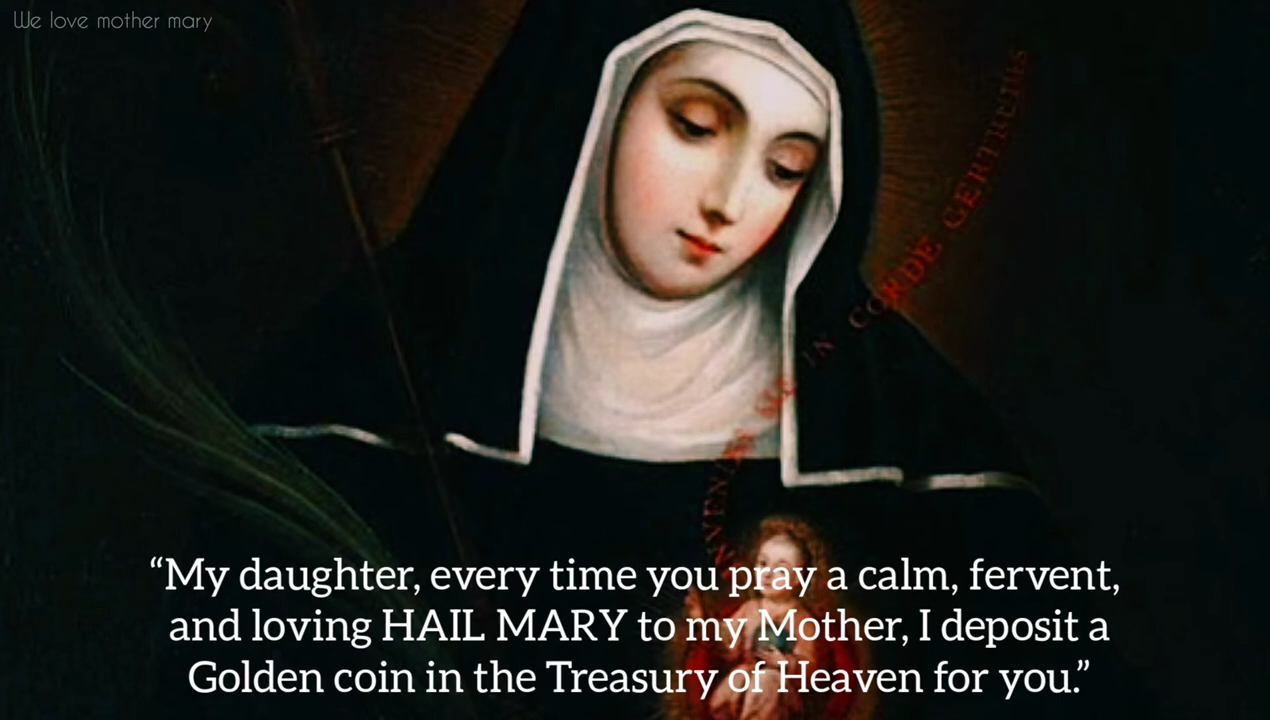 We love mother mary
IN CORDE GERTRUDIS
“My daughter, every time you pray a calm, fervent,
and loving HAIL MARY to my Mother, I deposit a
Golden coin in the Treasury of Heaven for you.”